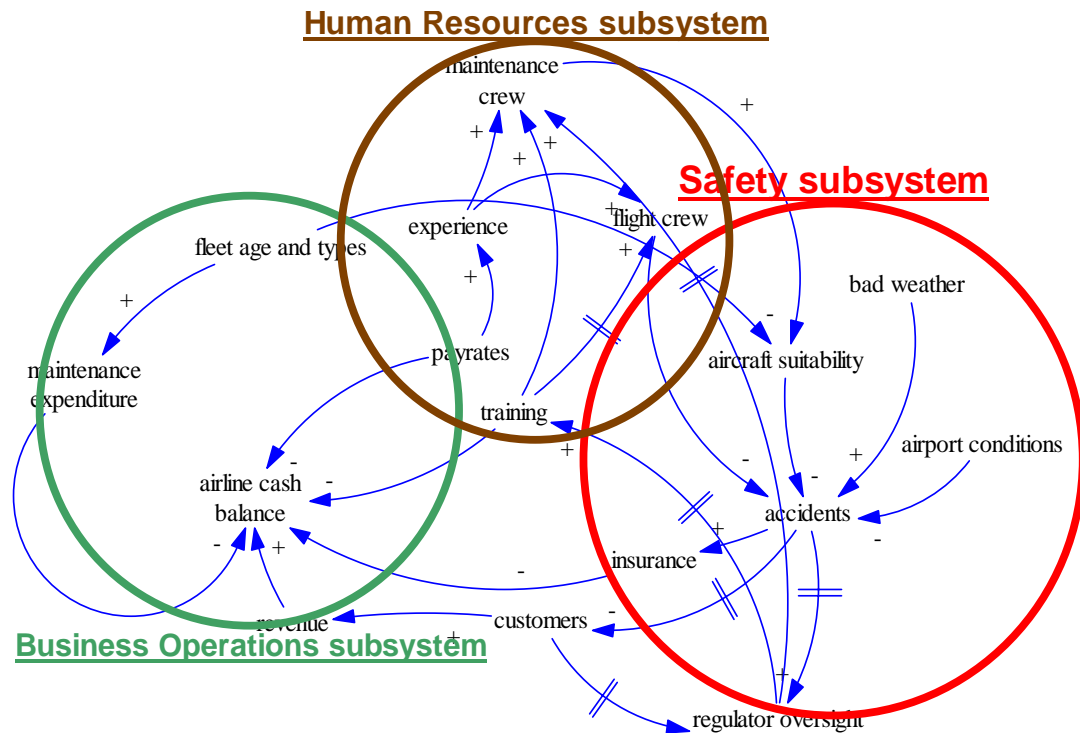 Human Resources subsystem
maintenance
crew
+
+
+
+
Safety subsystem
experience
+
flight crew
fleet age and types
+
+
bad weather
+
-
payrates
aircraft suitability
maintenance
expenditure
training
+
-
-
+
airport conditions
-
-
airline cash
balance
accidents
-
+
+
-
insurance
-
-
customers
revenue
+
Business Operations subsystem
+
regulator oversight